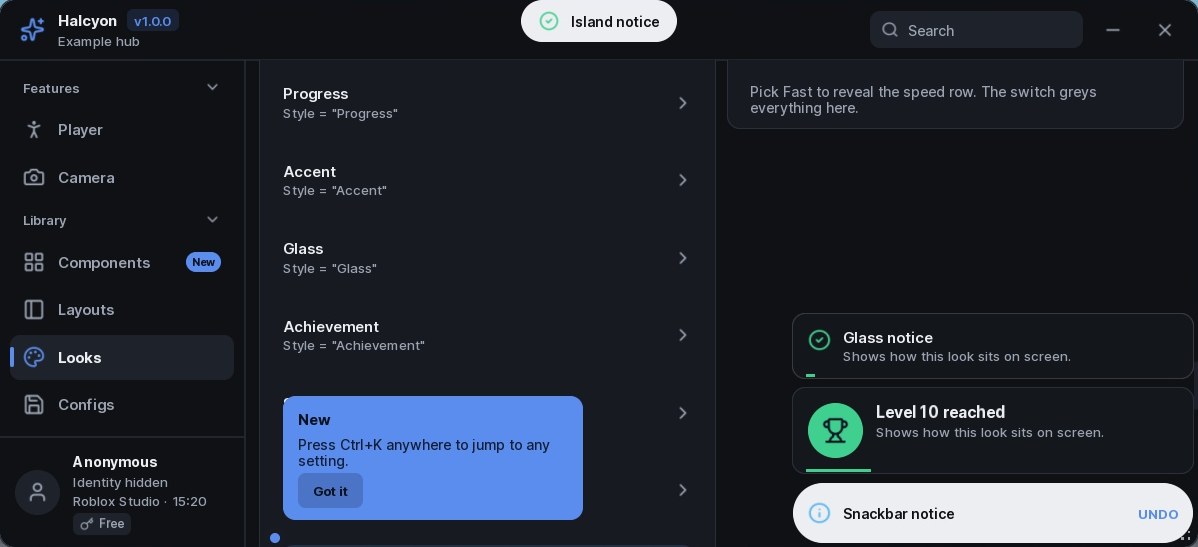 Halcyon v1.0.0
Example hub
Island notice
Search
Features
Player
Camera
Library
Components New
Layouts
Looks
Configs
Anonymous
Identity hidden
Roblox Studio · 15:20
Free
Progress
Style = "Progress"
Accent
Style = "Accent"
Glass
Style = "Glass"
Achievement
Style = "Achievement"
New
Press Ctrl+K anywhere to jump to any
setting.
Got it
Pick Fast to reveal the speed row. The switch greys
everything here.
Glass notice
Shows how this look sits on screen.
Level 10 reached
Shows how this look sits on screen.
Snackbar notice UNDO